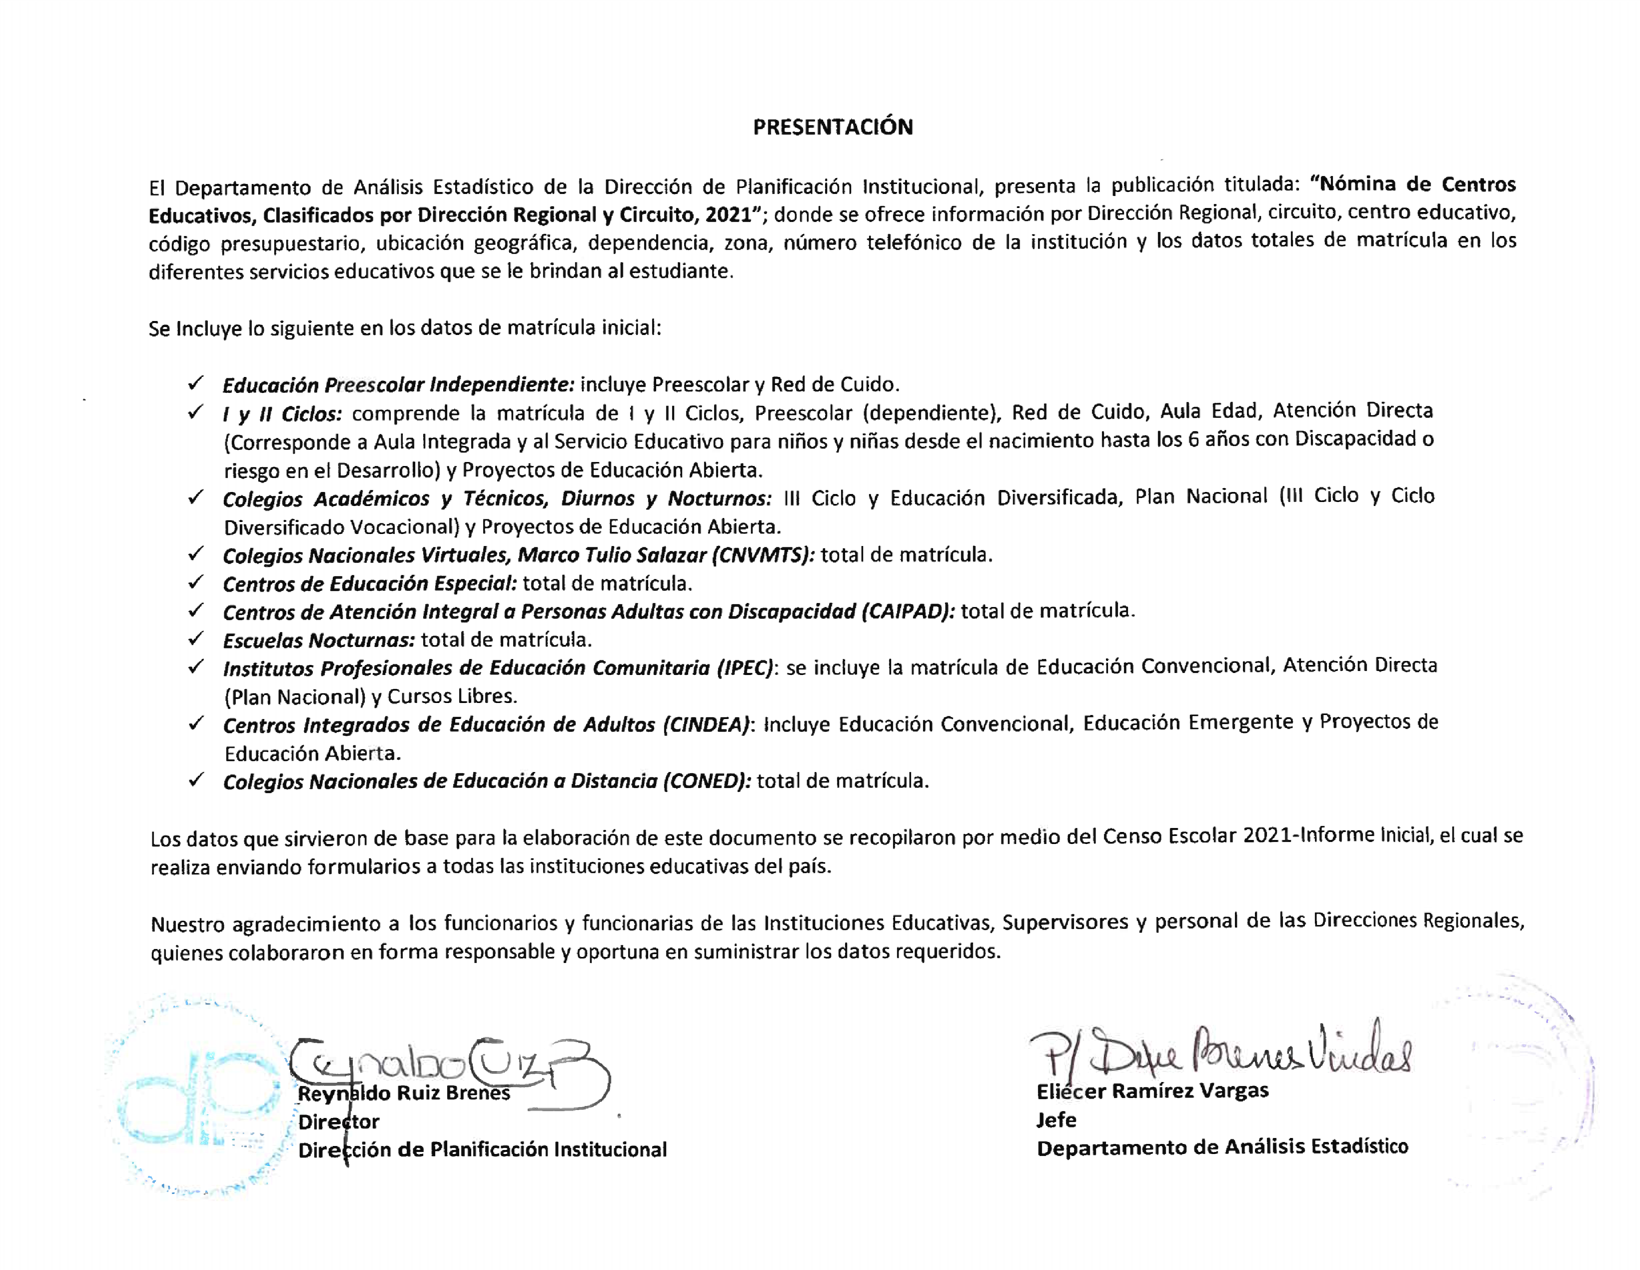 PRESENTACIÓN
El Departamento de Análisis Estadístico de la Dirección de Planificación Institucional, presenta la publicación titulada: “Nómina de Centros
Educativos, Clasificados por Dirección Regional y Circuito, 2021”; donde se ofrece información por Dirección Regional, circuito, centro educativo,
código presupuestario, ubicación geográfica, dependencia, zona, número telefónico de la institución y los datos totales de matrícula en los
diferentes servicios educativos que se le brindan al estudiante.
Se Incluye lo siguiente en los datos de matrícula inicial:
✓ Educación Preescolar Independiente: incluye Preescolar y Red de Cuido.
✓ I y II Ciclos: comprende la matrícula de I y II Ciclos, Preescolar (dependiente), Red de Cuido, Aula Edad, Atención Directa
(Corresponde a Aula Integrada y al Servicio Educativo para niños y niñas desde el nacimiento hasta los 6 años con Discapacidad o
riesgo en el Desarrollo) y Proyectos de Educación Abierta.
✓ Colegios Académicos y Técnicos, Diurnos y Nocturnos: III Ciclo y Educación Diversificada, Plan Nacional (III Ciclo y Ciclo
Diversificado Vocacional) y Proyectos de Educación Abierta.
✓ Colegios Nacionales Virtuales, Marco Tulio Salazar (CNVMTS): total de matrícula.
✓ Centros de Educación Especial: total de matrícula.
✓ Centros de Atención Integral a Personas Adultas con Discapacidad (CAIPAD): total de matrícula.
✓ Escuelas Nocturnas: total de matrícula.
✓ Institutos Profesionales de Educación Comunitaria (IPEC): se incluye la matrícula de Educación Convencional, Atención Directa
(Plan Nacional) y Cursos Libres.
✓ Centros Integrados de Educación de Adultos (CINDEA): Incluye Educación Convencional, Educación Emergente y Proyectos de
Educación Abierta.
✓ Colegios Nacionales de Educación a Distancia (CONED): total de matrícula.
Los datos que sirvieron de base para la elaboración de este documento se recopilaron por medio del Censo Escolar 2021-Informe Inicial, el cual se
realiza enviando formularios a todas las instituciones educativas del país.
Nuestro agradecimiento a los funcionarios y funcionarias de las Instituciones Educativas, Supervisores y personal de las Direcciones Regionales,
quienes colaboraron en forma responsable y oportuna en suministrar los datos requeridos.
dp
Reynaldo Ruiz B
Reynaldo Ruiz Brenes
Director
Dirección de Planificación Institucional
P/ Brenes Vindas
Eliécer Ramírez Vargas
Jefe
Departamento de Análisis Estadístico